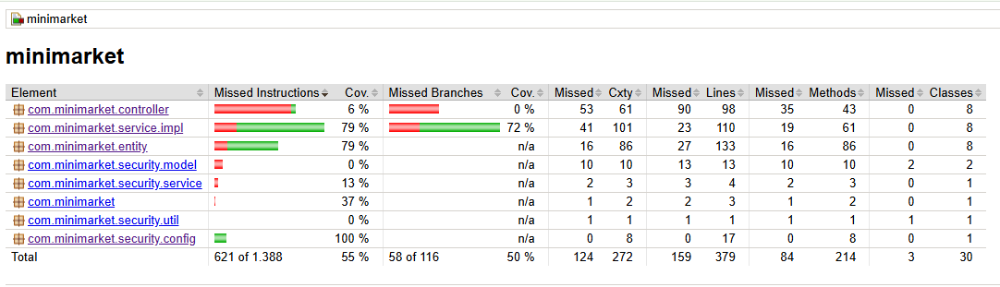 minimarket
minimarket
Element Missed Instructions Cov. Missed Branches Cov. Missed Cxty Missed Lines Missed Methods Missed Classes
com.minimarket.controller 6 % 0 % 53 61 90 98 35 43 0 8
com.minimarket.service.impl 79 % 72 % 41 101 23 110 19 61 0 8
com.minimarket.entity 79 % n/a 16 86 27 133 16 86 0 8
com.minimarket.security.model 0 % n/a 10 10 13 13 10 10 2 2
com.minimarket.security.service 13 % n/a 2 3 3 4 2 3 0 1
com.minimarket 37 % n/a 1 2 2 3 1 2 0 1
com.minimarket.security.util 0 % n/a 1 1 1 1 1 1 1 1
com.minimarket.security.config 100 % n/a 0 8 0 17 0 8 0 1
Total 621 of 1.388 55 % 58 of 116 50 % 124 272 159 379 84 214 3 30